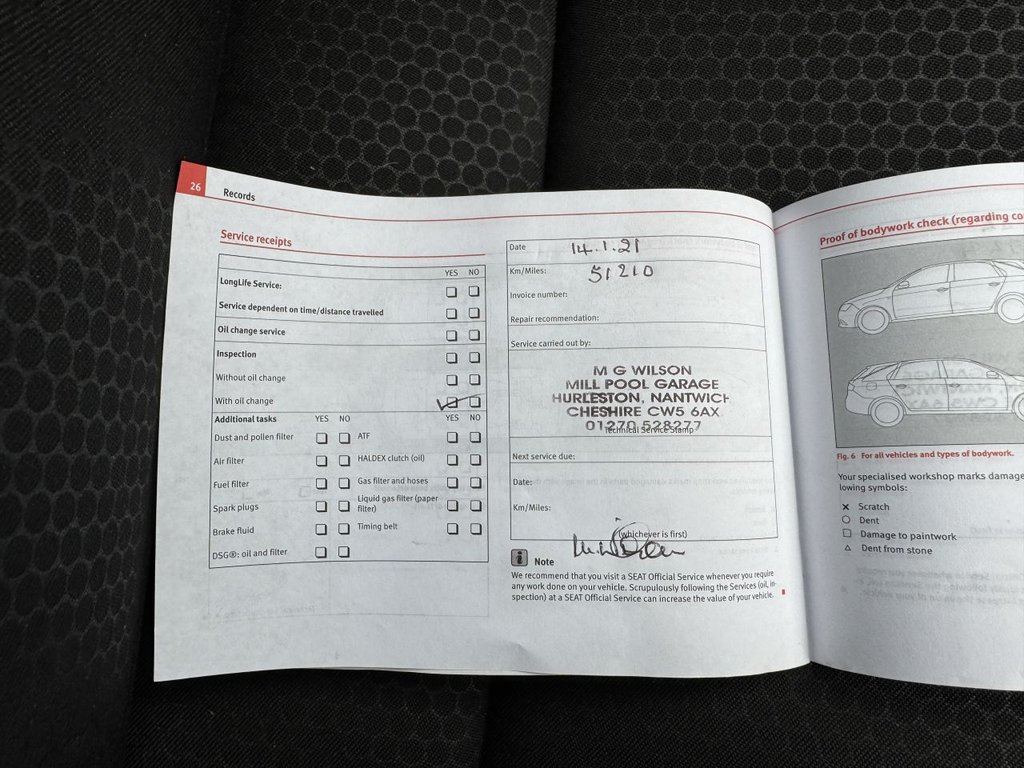 26 Records
Service receipts
YES NO
LongLife Service:
Service dependent on time/distance travelled
Oil change service
Inspection
Without oil change
With oil change
Additional tasks YES NO YES NO
Dust and pollen filter ATF
Air filter HALDEX clutch (oil)
Fuel filter Gas filter and hoses
Spark plugs Liquid gas filter (paper
filter)
Brake fluid Timing belt
DSG®: oil and filter
Date 14.1.21
Km/Miles: 51210
Invoice number:
Repair recommendation:
Service carried out by:
M G WILSON
MILL POOL GARAGE
HURLESTON, NANTWICH
CHESHIRE CW5 6AX
01270 528277
Technical Service Stamp
Next service due:
Date:
Km/Miles:
(whichever is first)
i Note
We recommend that you visit a SEAT Official Service whenever you require
any work done on your vehicle. Scrupulously following the Services (oil, in-
spection) at a SEAT Official Service can increase the value of your vehicle.
Proof of bodywork check (regarding co
Fig. 6 For all vehicles and types of bodywork.
Your specialised workshop marks damage
lowing symbols:
Scratch
Dent
Damage to paintwork
Dent from stone